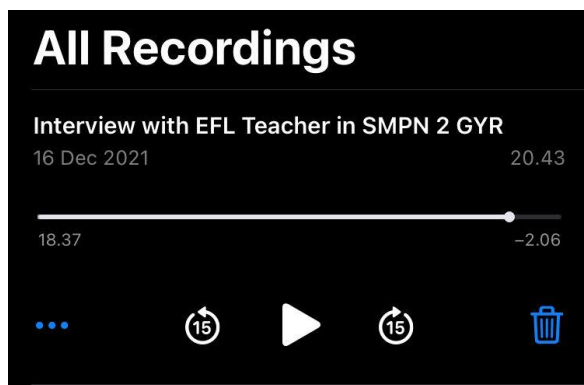 All Recordings
Interview with EFL Teacher in SMPN 2 GYR
16 Dec 2021 20.43
18.37 −2.06
15 15